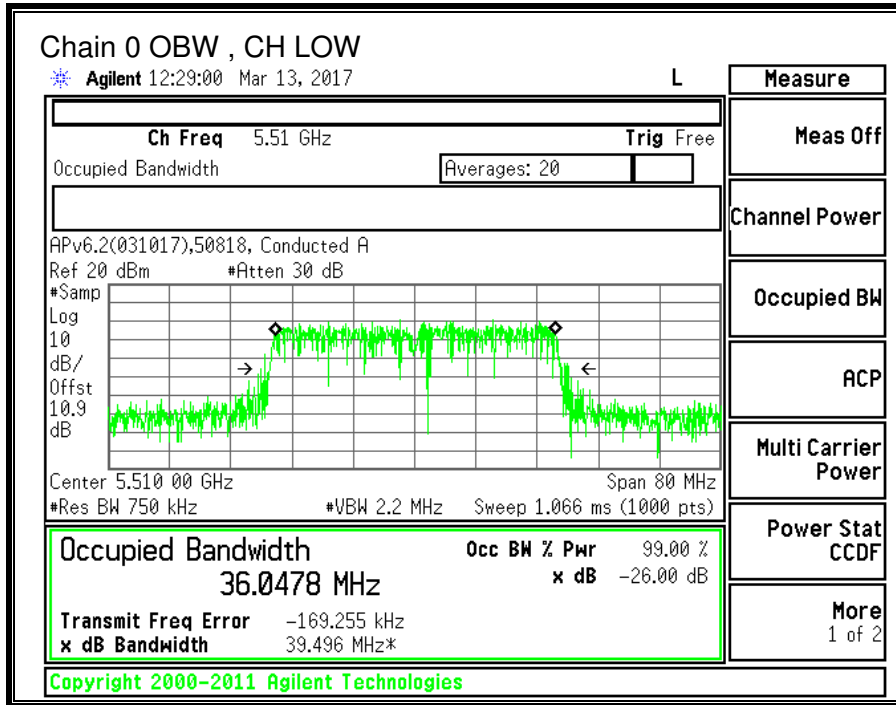 Chain 0 OBW , CH LOW
Agilent 12:29:00 Mar 13, 2017 L
Measure
Ch Freq 5.51 GHz Trig Free
Meas Off
Occupied Bandwidth Averages: 20
Channel Power
APv6.2(031017),50818, Conducted A
Ref 20 dBm #Atten 30 dB
#Samp
Log
10
dB/
Offst
10.9
dB
Occupied BW
ACP
Center 5.510 00 GHz Span 80 MHz
#Res BW 750 kHz #VBW 2.2 MHz Sweep 1.066 ms (1000 pts)
Multi Carrier
Power
Occupied Bandwidth Occ BW % Pwr 99.00 %
36.0478 MHz x dB -26.00 dB
Power Stat
CCDF
Transmit Freq Error -169.255 kHz
x dB Bandwidth 39.496 MHz*
More
1 of 2
Copyright 2000-2011 Agilent Technologies